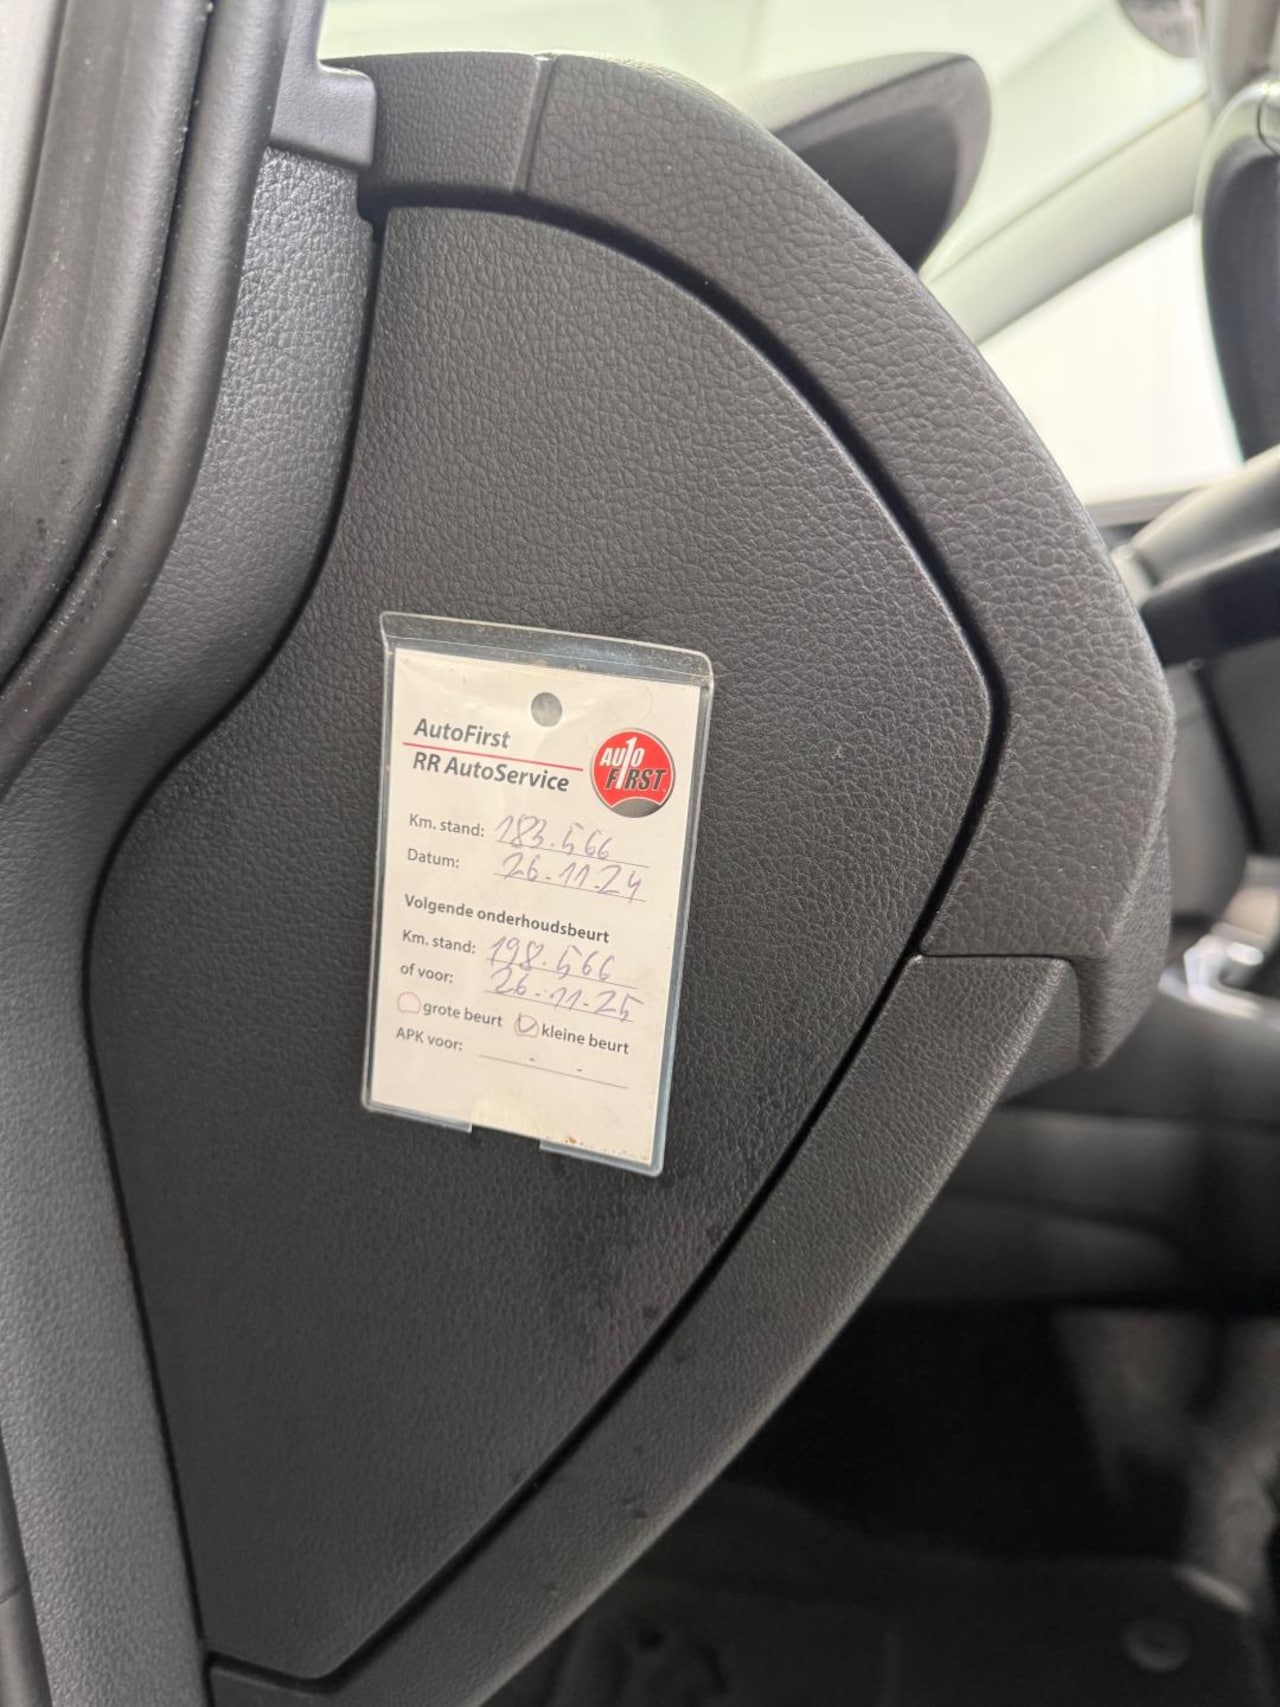 AutoFirst
RR AutoService
AUTO FIRST
Km. stand: 183.566
Datum: 26-11-24
Volgende onderhoudsbeurt
Km. stand: 198.566
of voor: 26-11-25
grote beurt kleine beurt
APK voor: - -